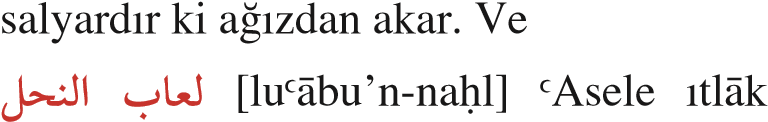 salyardır ki ağızdan akar. Ve
لعاب النحل [luʿābu’n-naḥl] ʿAsele ıtlāk